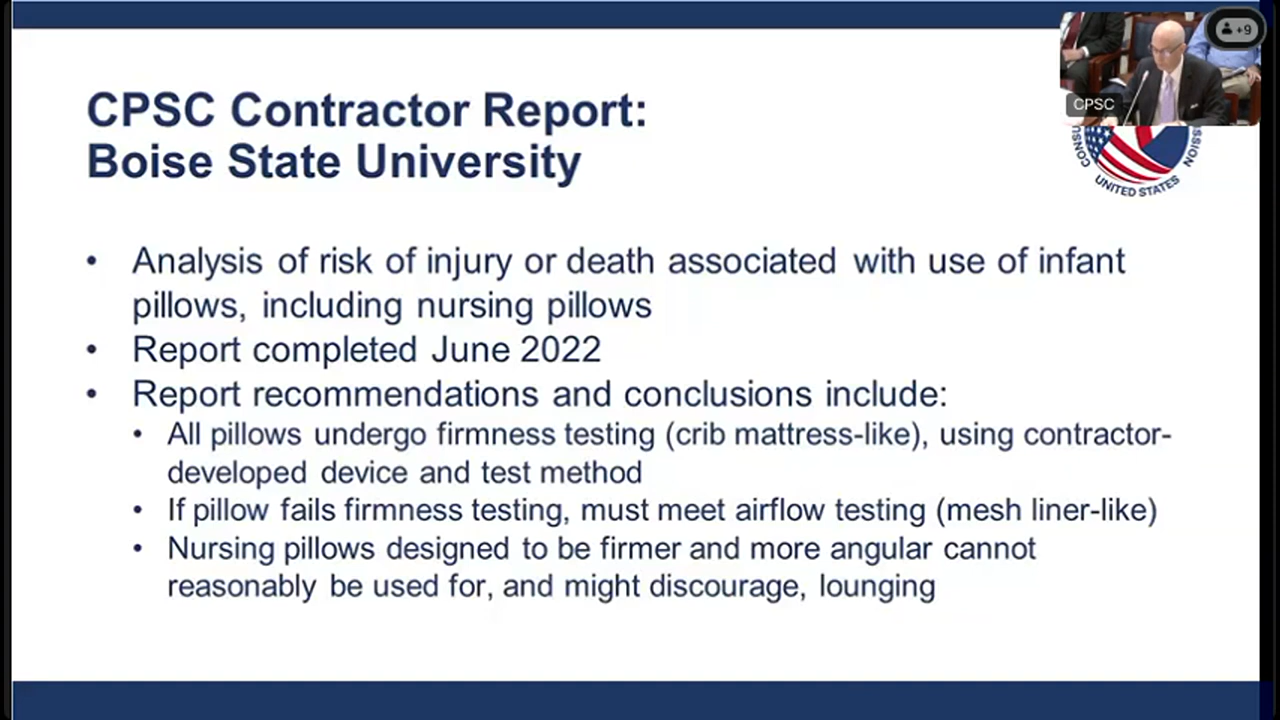 +9
CPSC
CPSC Contractor Report:
Boise State University
UNITED STATES
• Analysis of risk of injury or death associated with use of infant
pillows, including nursing pillows
• Report completed June 2022
• Report recommendations and conclusions include:
• All pillows undergo firmness testing (crib mattress-like), using contractor-
developed device and test method
• If pillow fails firmness testing, must meet airflow testing (mesh liner-like)
• Nursing pillows designed to be firmer and more angular cannot
reasonably be used for, and might discourage, lounging